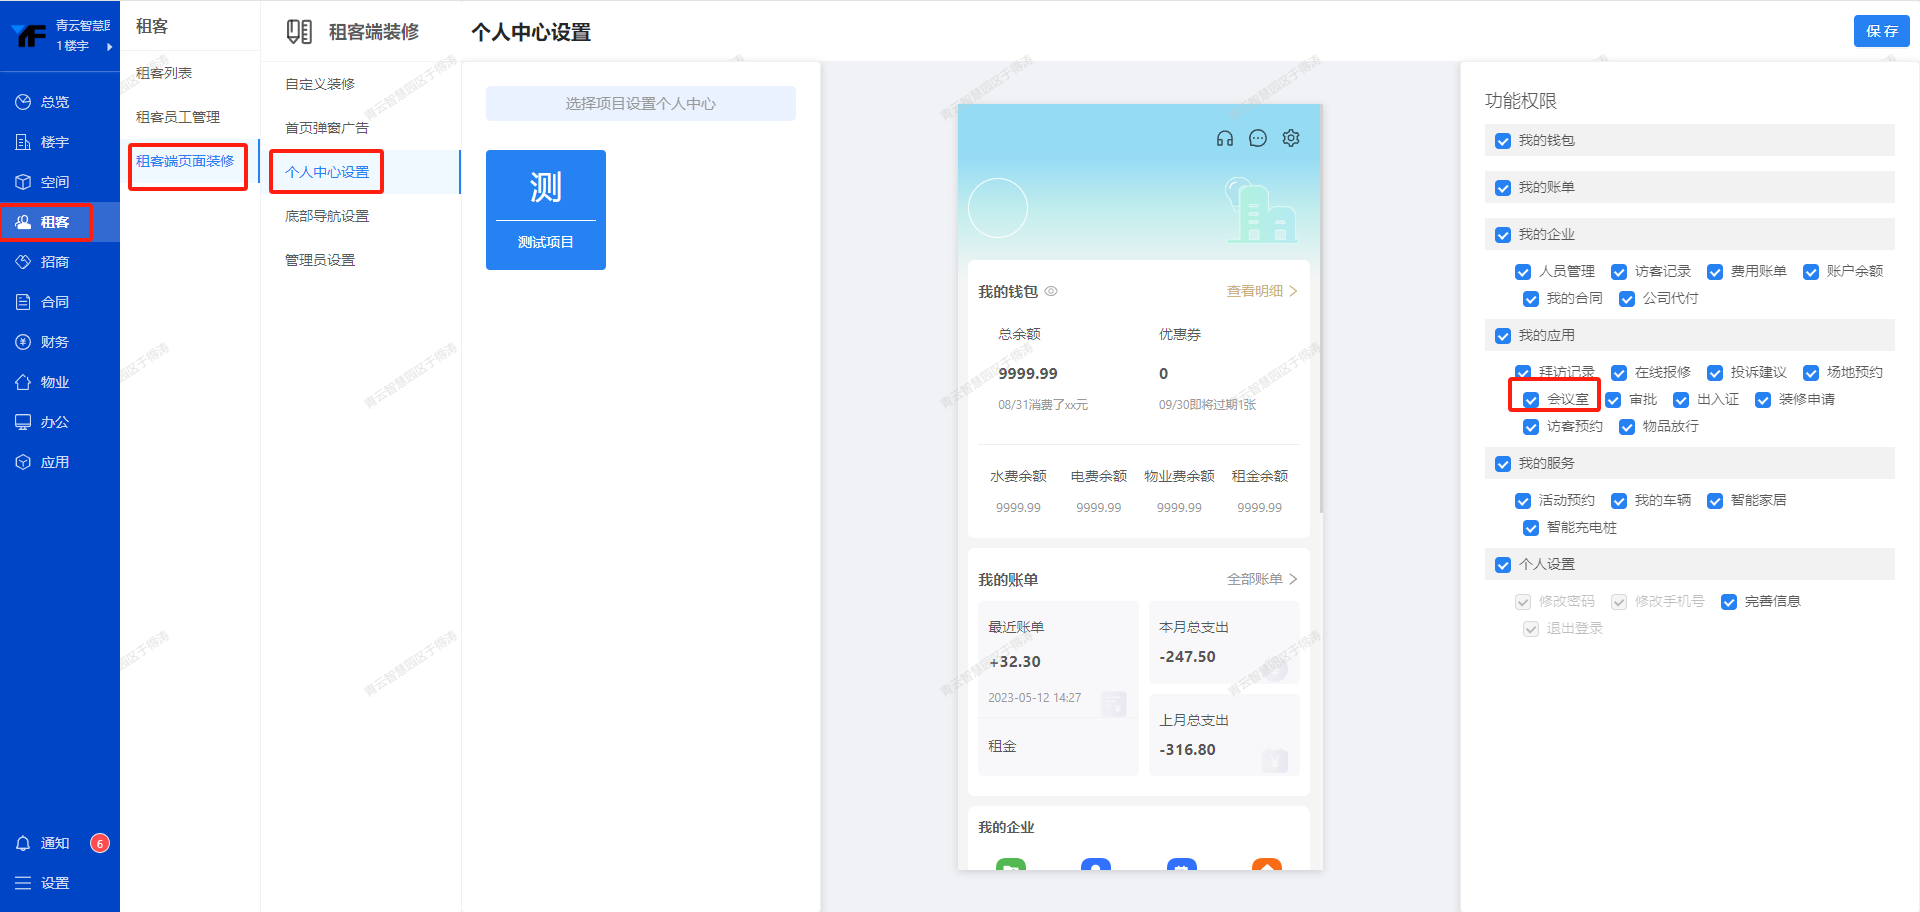 青云智慧园
1楼宇
总览
楼宇
空间
租客
招商
合同
财务
物业
办公
应用
通知
6
设置
租客
租客列表
租客员工管理
租客端页面装修
租客端装修
自定义装修
首页弹窗广告
个人中心设置
底部导航设置
管理员设置
个人中心设置
保 存
选择项目设置个人中心
测
测试项目
我的钱包
查看明细
总余额
优惠券
9999.99
0
08/31消费了xx元
09/30即将过期1张
水费余额 电费余额 物业费余额 租金余额
9999.99 9999.99 9999.99 9999.99
我的账单
全部账单
最近账单
+32.30
2023-05-12 14:27
租金
本月总支出
-247.50
上月总支出
-316.80
我的企业
功能权限
我的钱包
我的账单
我的企业
人员管理 访客记录 费用账单 账户余额
我的合同 公司代付
我的应用
拜访记录 在线报修 投诉建议 场地预约
会议室 审批 出入证 装修申请
访客预约 物品放行
我的服务
活动预约 我的车辆 智能家居
智能充电桩
个人设置
修改密码 修改手机号 完善信息
退出登录